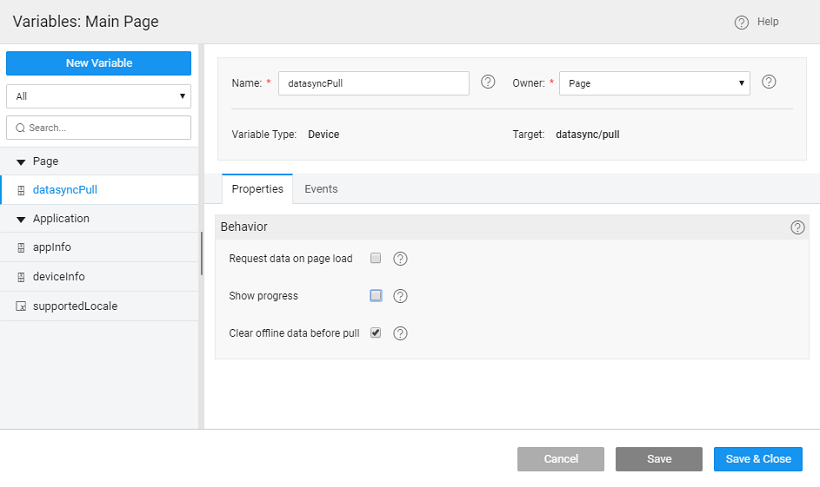 Variables: Main Page
Help
New Variable
All
Search...
Page
datasyncPull
Application
appInfo
deviceInfo
supportedLocale
Name: * datasyncPull
Owner: * Page
Variable Type: Device
Target: datasync/pull
Properties Events
Behavior
Request data on page load
Show progress
Clear offline data before pull
Cancel Save Save & Close